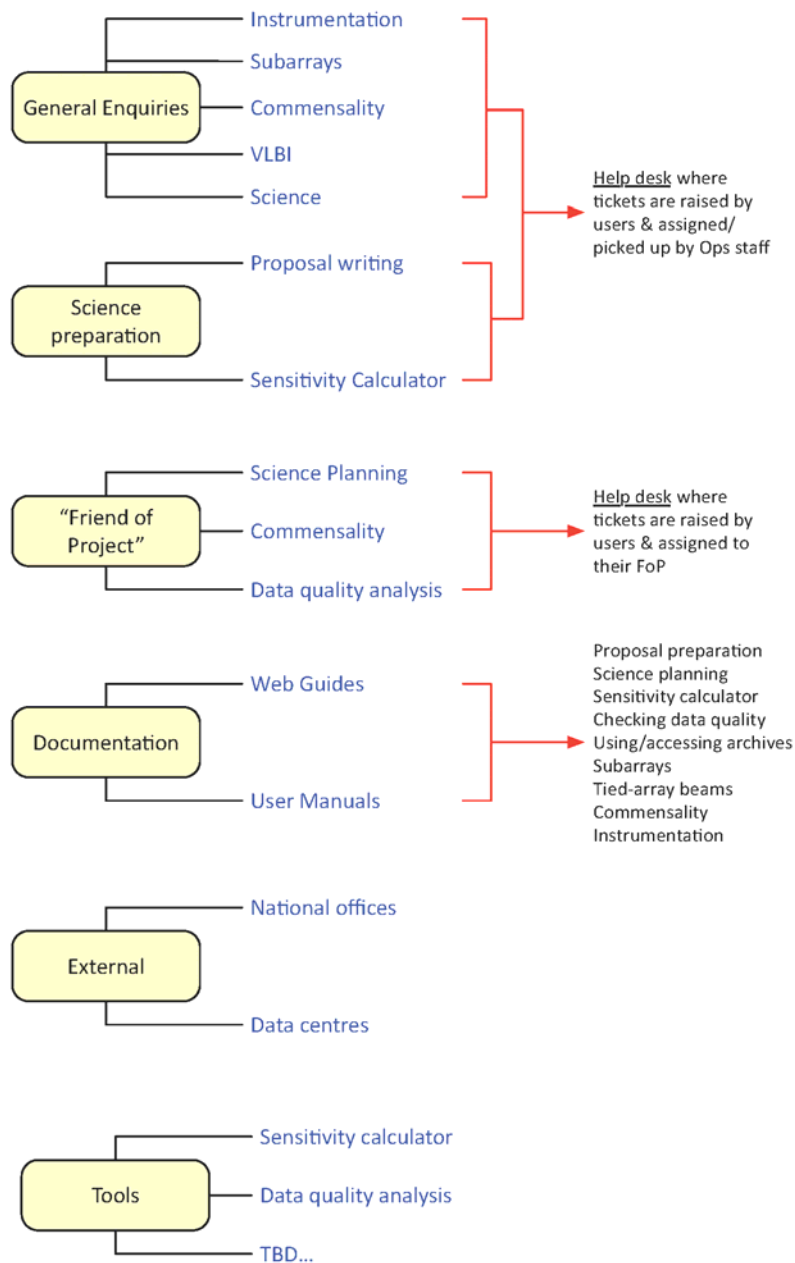 Instrumentation
Subarrays
General Enquiries
Commensality
VLBI
Science
Help desk where
tickets are raised by
users & assigned/
picked up by Ops staff
Proposal writing
Science
preparation
Sensitivity Calculator
Science Planning
“Friend of
Project”
Commensality
Data quality analysis
Help desk where
tickets are raised by
users & assigned to
their FoP
Web Guides
Documentation
User Manuals
Proposal preparation
Science planning
Sensitivity calculator
Checking data quality
Using/accessing archives
Subarrays
Tied-array beams
Commensality
Instrumentation
National offices
External
Data centres
Sensitivity calculator
Tools
Data quality analysis
TBD...